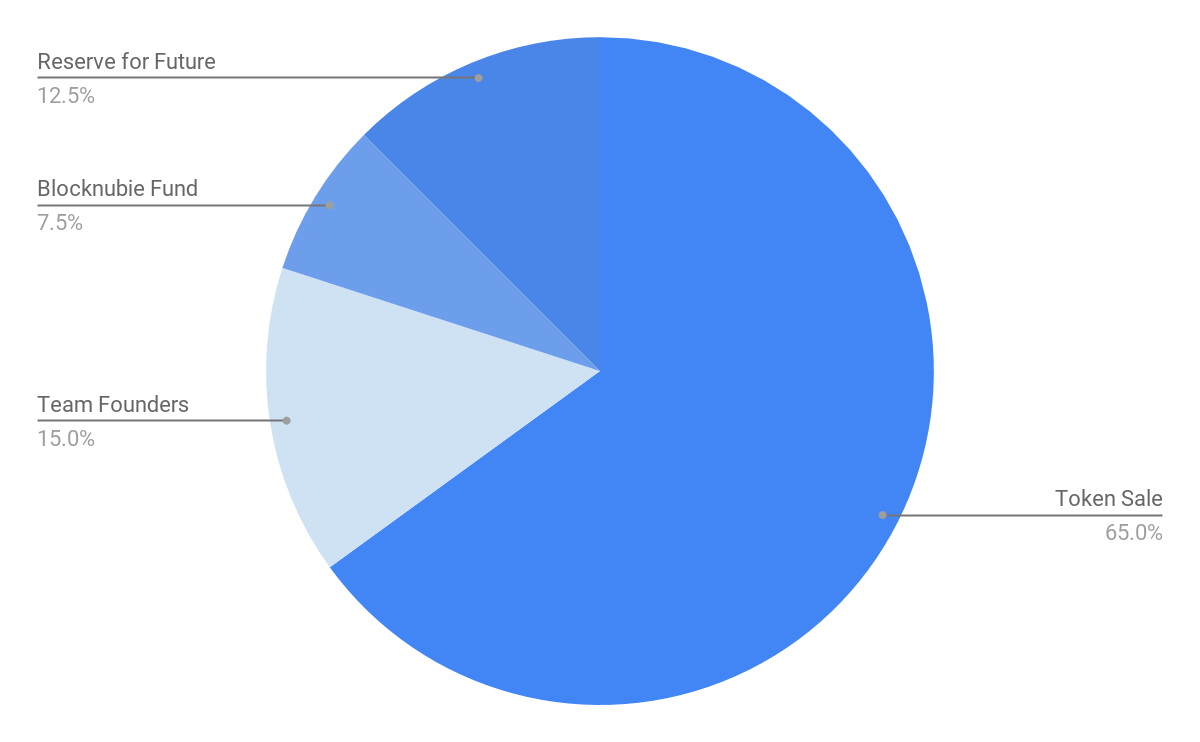 Reserve for Future
12.5%
Blocknubie Fund
7.5%
Team Founders
15.0%
Token Sale
65.0%